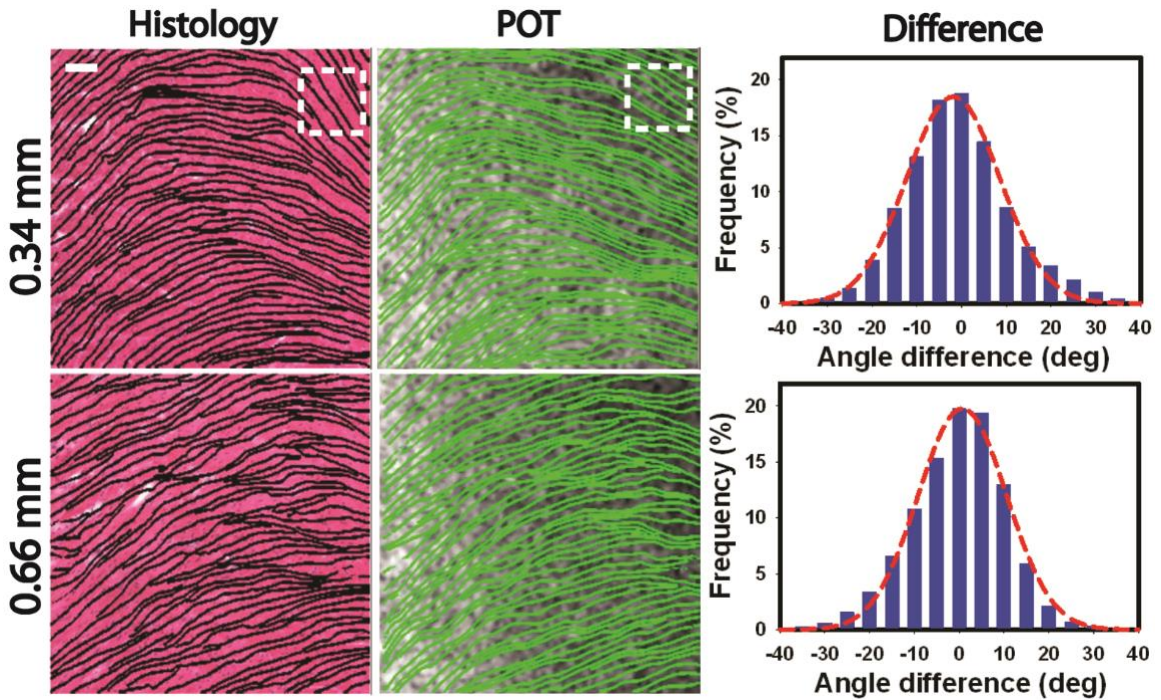 Histology POT Difference
0.34 mm
20
15
10
5
0
Frequency (%)
-40 -30 -20 -10 0 10 20 30 40
Angle difference (deg)
0.66 mm
20
15
10
5
0
Frequency (%)
-40 -30 -20 -10 0 10 20 30 40
Angle difference (deg)